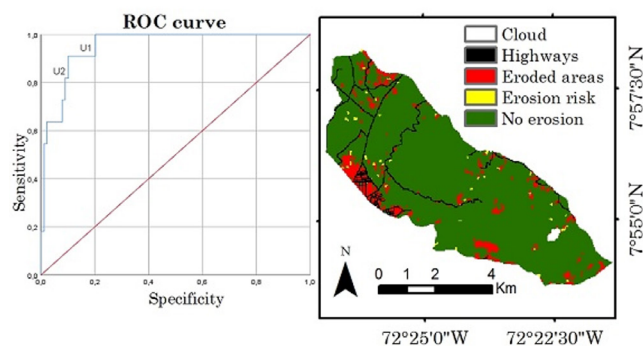 ROC curve
1,0
0,8
0,6
0,4
0,2
0,0
Sensitivity
U1
U2
0,0
0,2
0,4
0,6
0,8
1,0
Specificity
Cloud
Highways
Eroded areas
Erosion risk
No erosion
7°57'30" N
7°55'0" N
N
0 1 2 4
Km
72°25'0"W
72°22'30"W